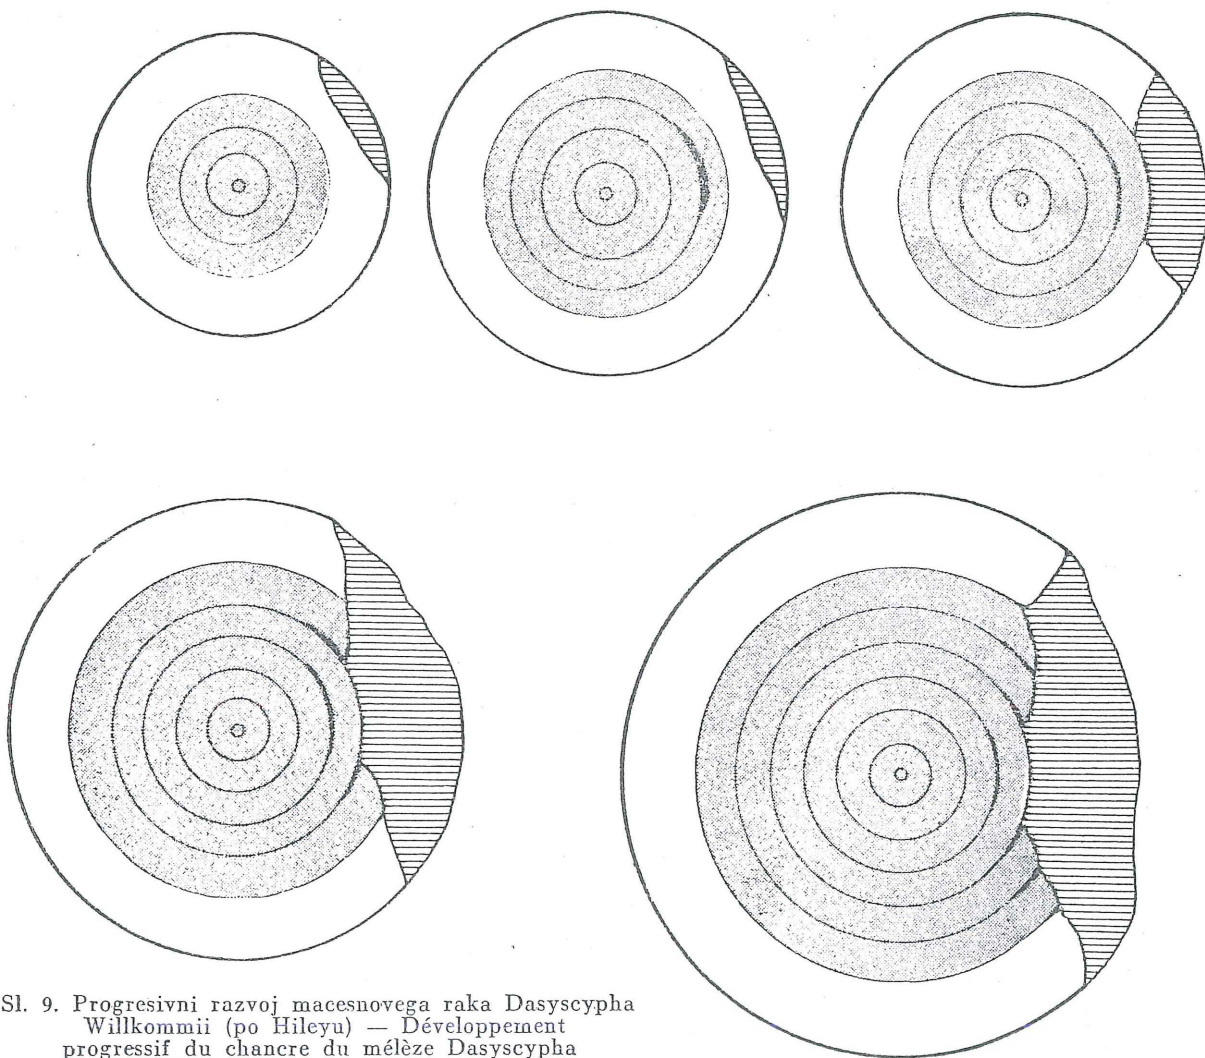 Sl. 9. Progresivni razvoj macesnovega raka Dasyscypha
Willkommii (po Hileyu) — Développement
progressif du chancre du mélèze Dasyscypha